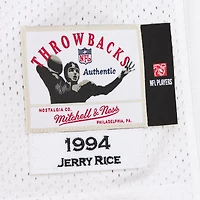 THROWBACKS
NFL
Authentic
NOSTALGIA CO.
Mitchell & Ness
PHILADELPHIA, PA.
NFL PLAYERS
1994
JERRY RICE